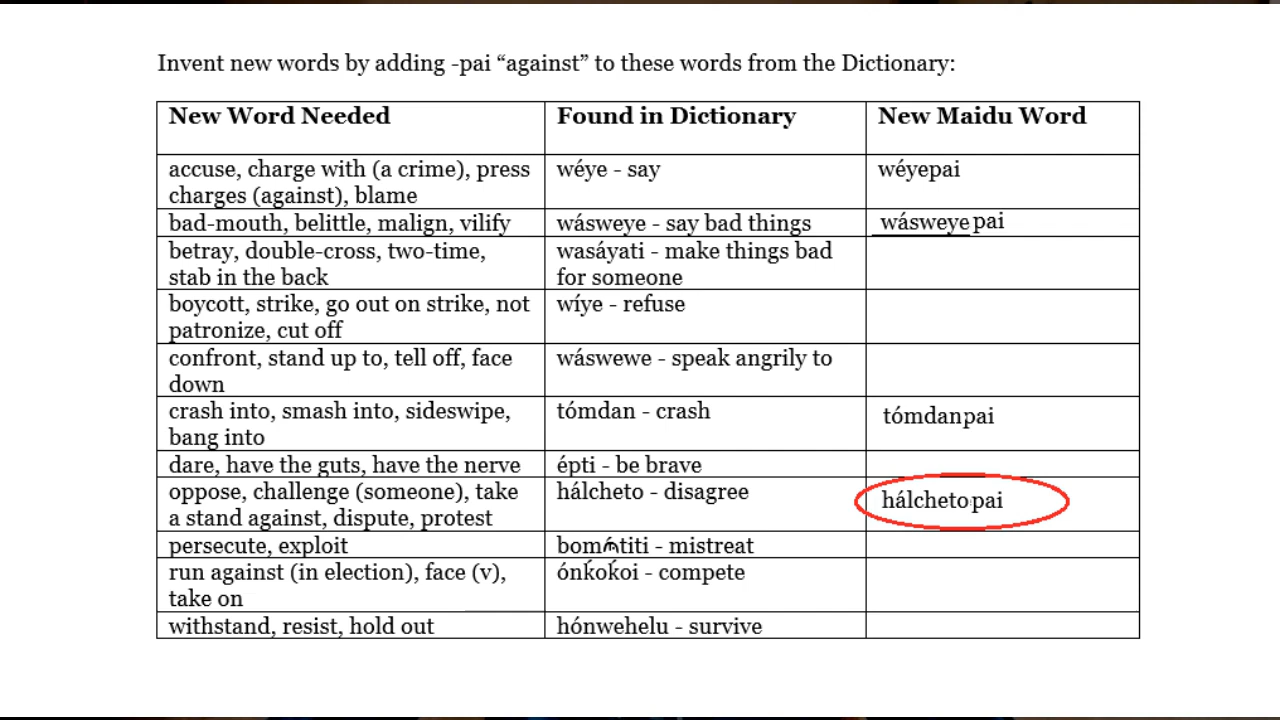 Invent new words by adding -pai “against” to these words from the Dictionary:
New Word Needed Found in Dictionary New Maidu Word
accuse, charge with (a crime), press wéye - say wéyepai
charges (against), blame
bad-mouth, belittle, malign, vilify wásweye - say bad things wásweye pai
betray, double-cross, two-time, wasáyati - make things bad
stab in the back for someone
boycott, strike, go out on strike, not wíye - refuse
patronize, cut off
confront, stand up to, tell off, face wáswewe - speak angrily to
down
crash into, smash into, sideswipe, tómdan - crash tómdanpai
bang into
dare, have the guts, have the nerve épti - be brave
oppose, challenge (someone), take hálcheto - disagree hálchetopai
a stand against, dispute, protest
persecute, exploit - mistreat
run against (in election), face (v), ónḱoḱoi - compete
take on
withstand, resist, hold out hónwehelu - survive